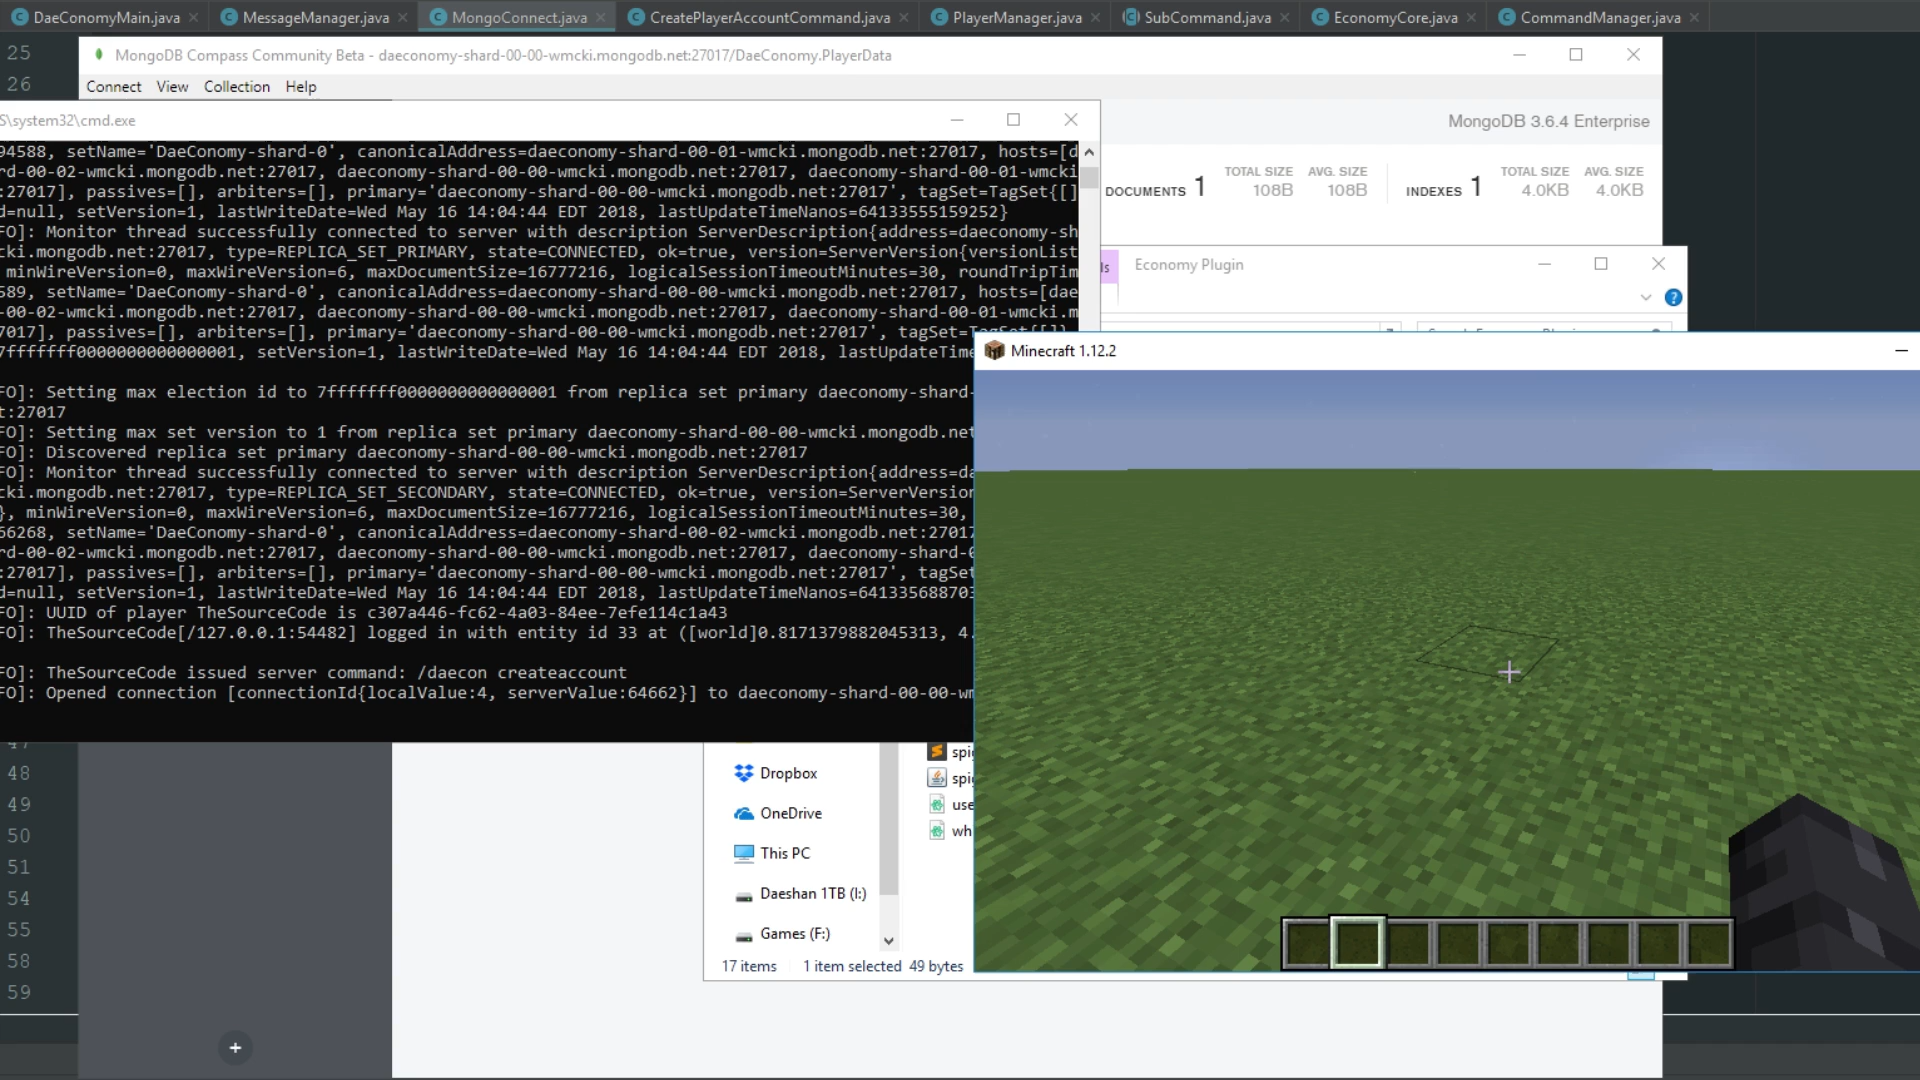 DaeConomyMain.java MessageManager.java MongoConnect.java CreatePlayerAccountCommand.java PlayerManager.java SubCommand.java EconomyCore.java CommandManager.java
25
26
MongoDB Compass Community Beta - daeconomy-shard-00-00-wmcki.mongodb.net:27017/DaeConomy.PlayerData
Connect View Collection Help
S\system32\cmd.exe
MongoDB 3.6.4 Enterprise
DOCUMENTS 1 TOTAL SIZE 108B AVG. SIZE 108B INDEXES 1 TOTAL SIZE 4.0KB AVG. SIZE 4.0KB
94588, setName='DaeConomy-shard-0', canonicalAddress=daeconomy-shard-00-01-wmcki.mongodb.net:27017, hosts=[d
rd-00-02-wmcki.mongodb.net:27017, daeconomy-shard-00-00-wmcki.mongodb.net:27017, daeconomy-shard-00-01-wmcki
:27017], passives=[], arbiters=[], primary='daeconomy-shard-00-00-wmcki.mongodb.net:27017', tagSet=TagSet{[]
d=null, setVersion=1, lastWriteDate=Wed May 16 14:04:44 EDT 2018, lastUpdateTimeNanos=64133555159252}
FO]: Monitor thread successfully connected to server with description ServerDescription{address=daeconomy-sh
cki.mongodb.net:27017, type=REPLICA_SET_PRIMARY, state=CONNECTED, ok=true, version=ServerVersion{versionList
minWireVersion=0, maxWireVersion=6, maxDocumentSize=16777216, logicalSessionTimeoutMinutes=30, roundTripTim
589, setName='DaeConomy-shard-0', canonicalAddress=daeconomy-shard-00-00-wmcki.mongodb.net:27017, hosts=[dae
-00-02-wmcki.mongodb.net:27017, daeconomy-shard-00-00-wmcki.mongodb.net:27017, daeconomy-shard-00-01-wmcki.m
7017], passives=[], arbiters=[], primary='daeconomy-shard-00-00-wmcki.mongodb.net:27017', tagSet=TagSet{[]}
7fffffff0000000000000001, setVersion=1, lastWriteDate=Wed May 16 14:04:44 EDT 2018, lastUpdateTime
FO]: Setting max election id to 7fffffff0000000000000001 from replica set primary daeconomy-shard-
t:27017
FO]: Setting max set version to 1 from replica set primary daeconomy-shard-00-00-wmcki.mongodb.net
FO]: Discovered replica set primary daeconomy-shard-00-00-wmcki.mongodb.net:27017
FO]: Monitor thread successfully connected to server with description ServerDescription{address=da
cki.mongodb.net:27017, type=REPLICA_SET_SECONDARY, state=CONNECTED, ok=true, version=ServerVersion
}, minWireVersion=0, maxWireVersion=6, maxDocumentSize=16777216, logicalSessionTimeoutMinutes=30,
66268, setName='DaeConomy-shard-0', canonicalAddress=daeconomy-shard-00-02-wmcki.mongodb.net:27017
rd-00-02-wmcki.mongodb.net:27017, daeconomy-shard-00-00-wmcki.mongodb.net:27017, daeconomy-shard-0
:27017], passives=[], arbiters=[], primary='daeconomy-shard-00-00-wmcki.mongodb.net:27017', tagSet
d=null, setVersion=1, lastWriteDate=Wed May 16 14:04:44 EDT 2018, lastUpdateTimeNanos=641335688703
FO]: UUID of player TheSourceCode is c307a446-fc62-4a03-84ee-7efe114c1a43
FO]: TheSourceCode[/127.0.0.1:54482] logged in with entity id 33 at ([world]0.8171379882045313, 4.
FO]: TheSourceCode issued server command: /daecon createaccount
FO]: Opened connection [connectionId{localValue:4, serverValue:64662}] to daeconomy-shard-00-00-wm
ls Economy Plugin
Minecraft 1.12.2
47
48
49
50
51
54
55
58
59
Dropbox
OneDrive
This PC
Daeshan 1TB (I:)
Games (F:)
spig
spig
use
wh
17 items 1 item selected 49 bytes